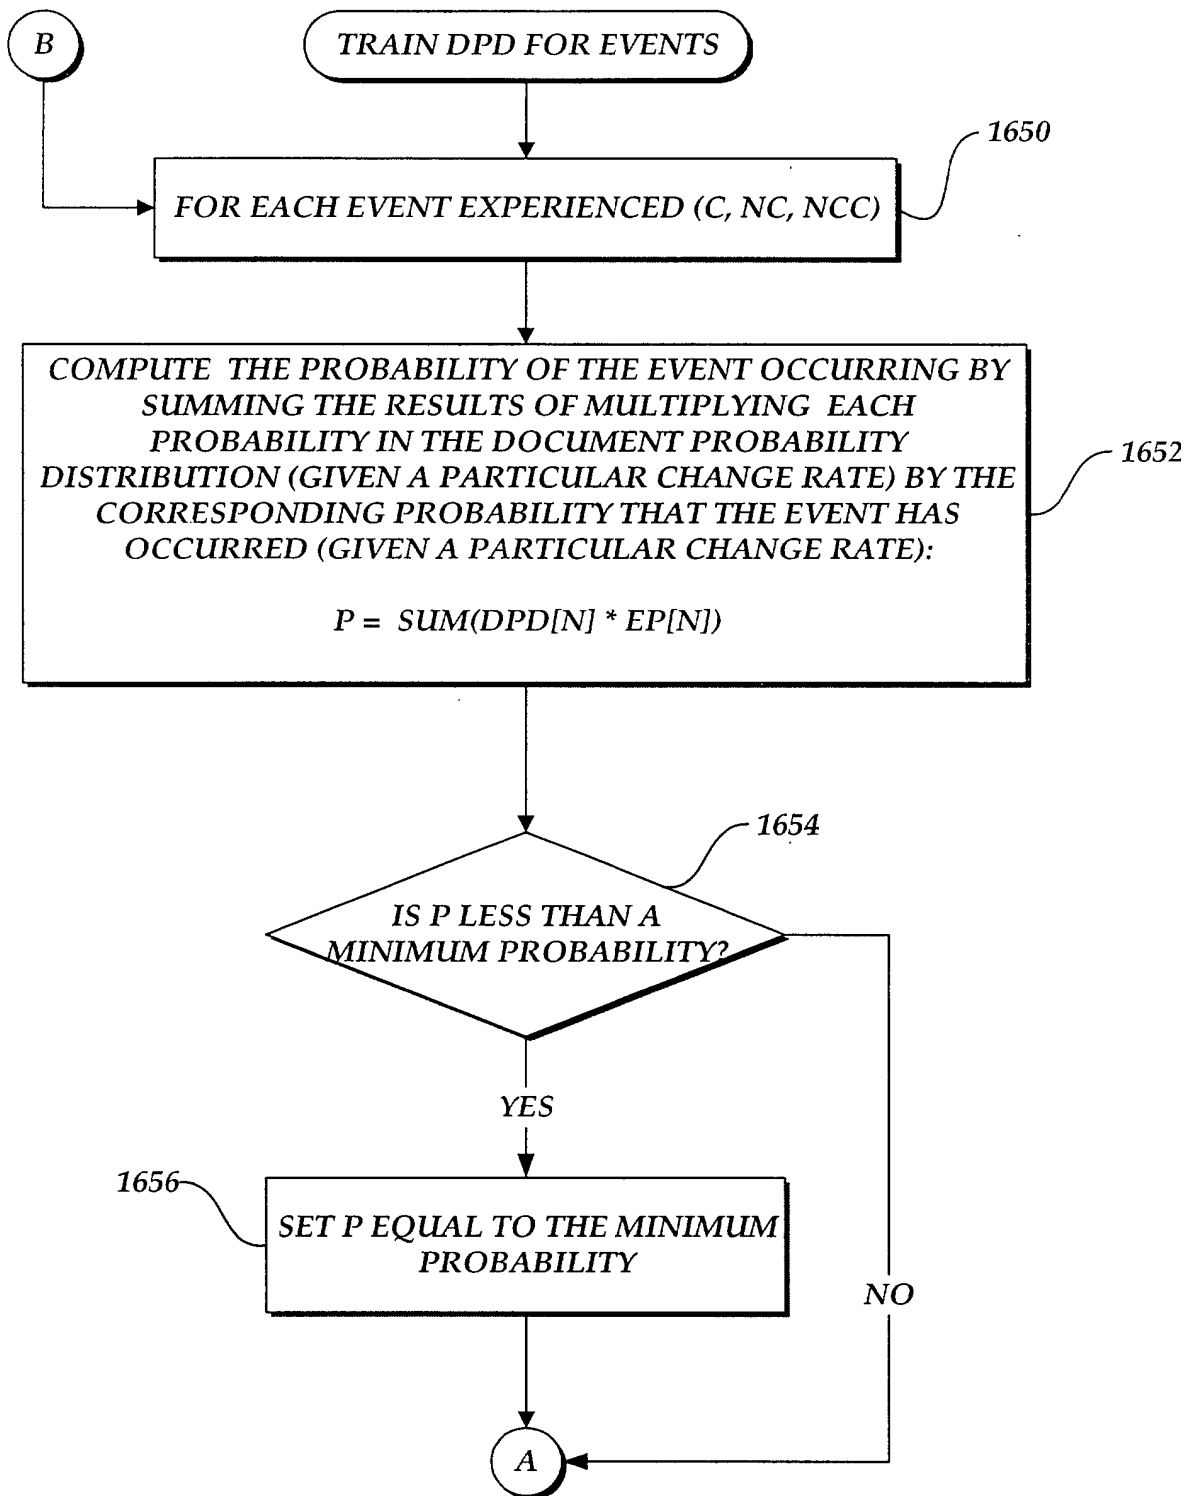 B
TRAIN DPD FOR EVENTS
1650
FOR EACH EVENT EXPERIENCED (C, NC, NCC)
COMPUTE THE PROBABILITY OF THE EVENT OCCURRING BY
SUMMING THE RESULTS OF MULTIPLYING EACH
PROBABILITY IN THE DOCUMENT PROBABILITY
DISTRIBUTION (GIVEN A PARTICULAR CHANGE RATE) BY THE
CORRESPONDING PROBABILITY THAT THE EVENT HAS
OCCURRED (GIVEN A PARTICULAR CHANGE RATE):
P = SUM(DPD[N] * EP[N])
1652
1654
IS P LESS THAN A
MINIMUM PROBABILITY?
YES
1656
SET P EQUAL TO THE MINIMUM
PROBABILITY
NO
A